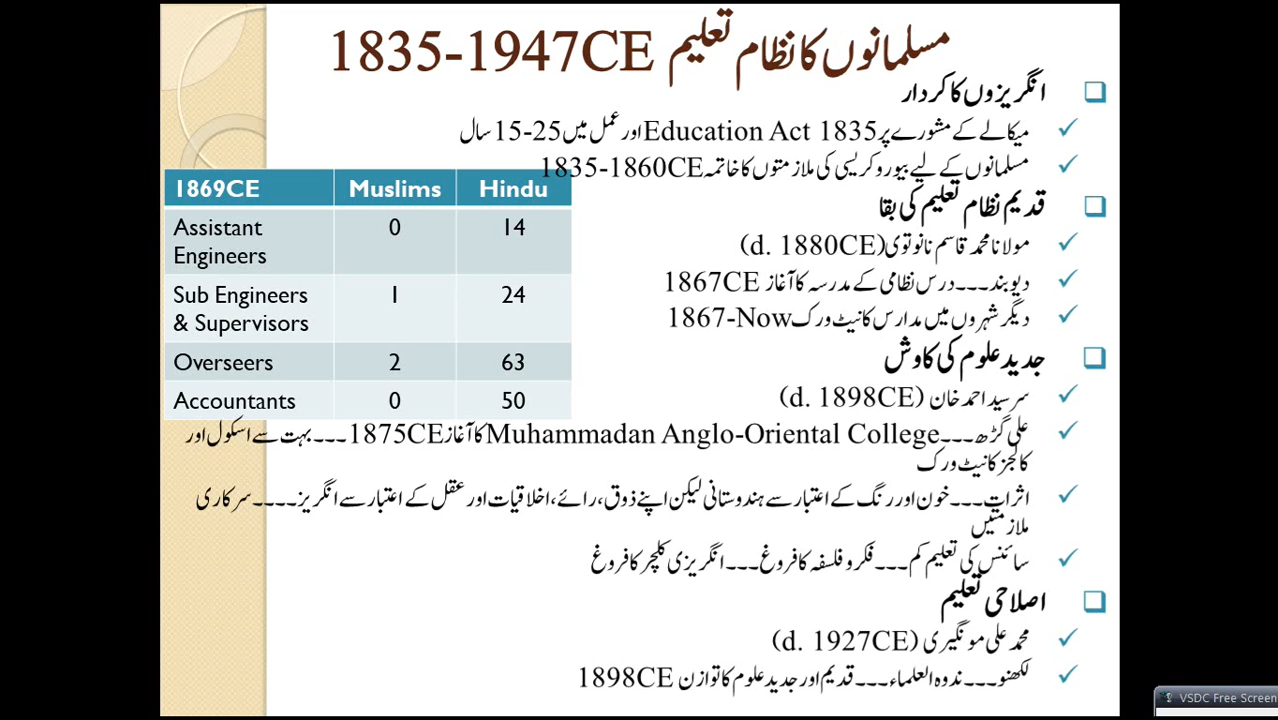 مسلمانوں کا نظام تعلیم 1835-1947CE
انگریزوں کا کردار
میکالے کے مشورے پر Education Act 1835 اور عمل میں 15-25 سال
مسلمانوں کے لیے بیوروکریسی کی ملازمتوں کا خاتمہ 1835-1860CE
1869CE Muslims Hindu
Assistant Engineers 0 14
Sub Engineers & Supervisors 1 24
Overseers 2 63
Accountants 0 50
قدیم نظام تعلیم کی بقا
مولانا محمد قاسم نانوتوی (d. 1880CE)
دیوبند۔۔۔درس نظامی کے مدرسہ کا آغاز 1867CE
دیگر شہروں میں مدارس کا نیٹ ورک 1867-Now
جدید علوم کی کاوش
سر سید احمد خان (d. 1898CE)
علی گڑھ۔۔۔Muhammadan Anglo-Oriental College کا آغاز 1875CE۔۔۔بہت سے اسکول اور
کالجز کا نیٹ ورک
اثرات۔۔۔خون اور رنگ کے اعتبار سے ہندوستانی لیکن اپنے ذوق، رائے، اخلاقیات اور عقل کے اعتبار سے انگریز۔۔۔۔سرکاری
ملازمتیں
سائنس کی تعلیم کم۔۔۔فکر و فلسفہ کا فروغ۔۔۔انگریزی کلچر کا فروغ
اصلاحی تعلیم
محمد علی مونگیری (d. 1927CE)
لکھنو۔۔۔ندوہ العلماء۔۔۔قدیم اور جدید علوم کا توازن 1898CE
VSDC Free Screen